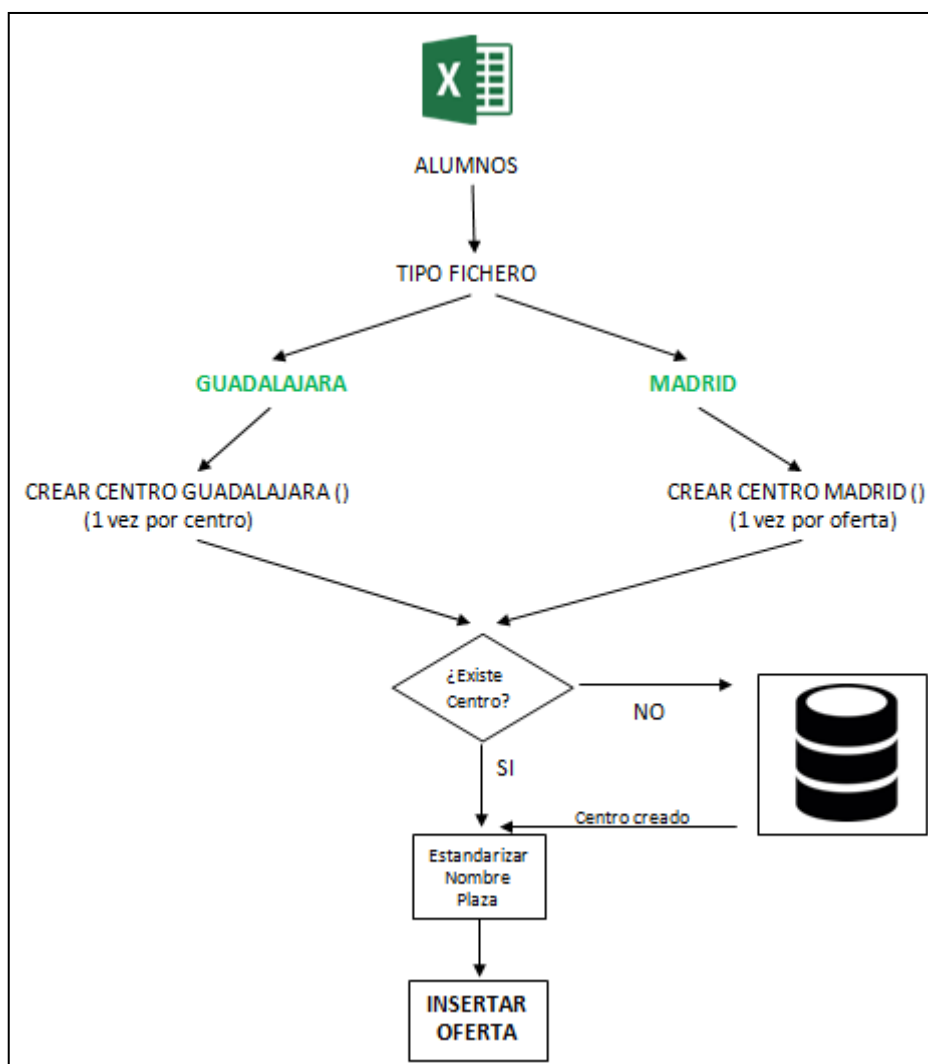 X
ALUMNOS
TIPO FICHERO
GUADALAJARA
MADRID
CREAR CENTRO GUADALAJARA ()
(1 vez por centro)
CREAR CENTRO MADRID ()
(1 vez por oferta)
¿Existe
Centro?
NO
SI
Centro creado
Estandarizar
Nombre
Plaza
INSERTAR
OFERTA